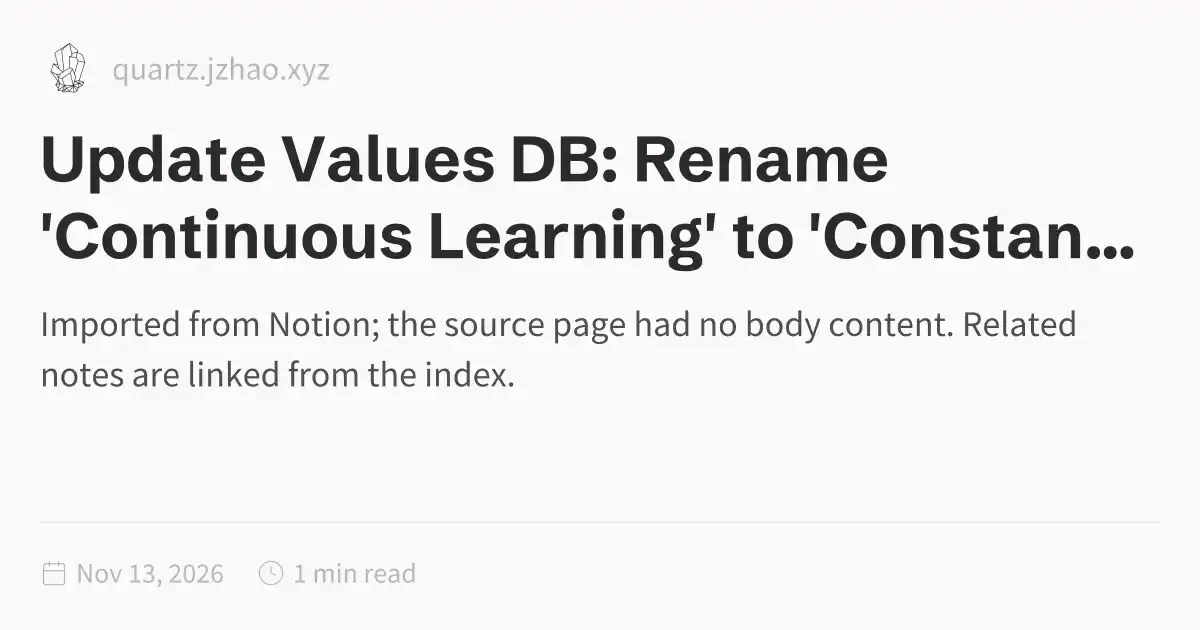 quartz.jzhao.xyz
Update Values DB: Rename
'Continuous Learning' to 'Constan...
Imported from Notion; the source page had no body content. Related
notes are linked from the index.
Nov 13, 2026
1 min read